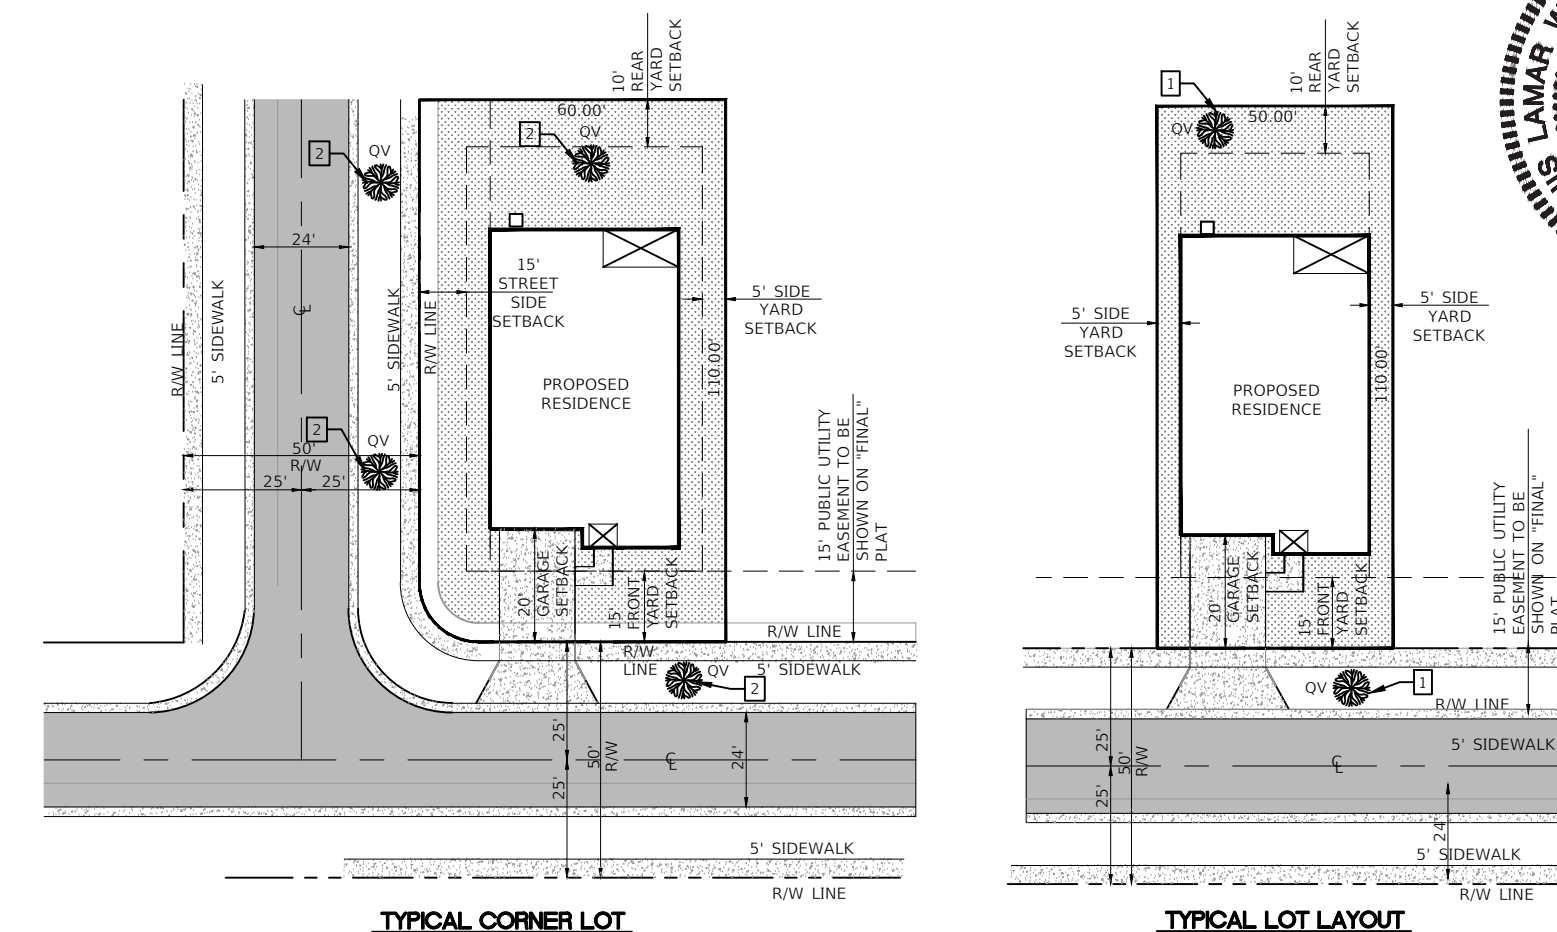 10'
REAR
YARD
SETBACK
60.00'
2
QV
2
QV
24'
15'
STREET
SIDE
SETBACK
5' SIDE
YARD
SETBACK
R/W LINE
5' SIDEWALK
℄
5' SIDEWALK
R/W LINE
110.00'
PROPOSED
RESIDENCE
2
QV
50'
R/W
25'
25'
15' PUBLIC UTILITY
EASEMENT TO BE
SHOWN ON "FINAL"
PLAT
20'
GARAGE
SETBACK
15'
FRONT
YARD
SETBACK
R/W LINE
R/W
LINE
QV
5' SIDEWALK
2
25'
50'
R/W
25'
℄
24'
5' SIDEWALK
R/W LINE
TYPICAL CORNER LOT
10'
REAR
YARD
SETBACK
1
QV
50.00'
5' SIDE
YARD
SETBACK
5' SIDE
YARD
SETBACK
110.00'
PROPOSED
RESIDENCE
15' PUBLIC UTILITY
EASEMENT TO BE
SHOWN ON "FINAL"
PLAT
20'
GARAGE
SETBACK
15'
FRONT
YARD
SETBACK
QV
1
R/W LINE
25'
50'
R/W
25'
℄
5' SIDEWALK
24'
5' SIDEWALK
R/W LINE
TYPICAL LOT LAYOUT
LAMAR